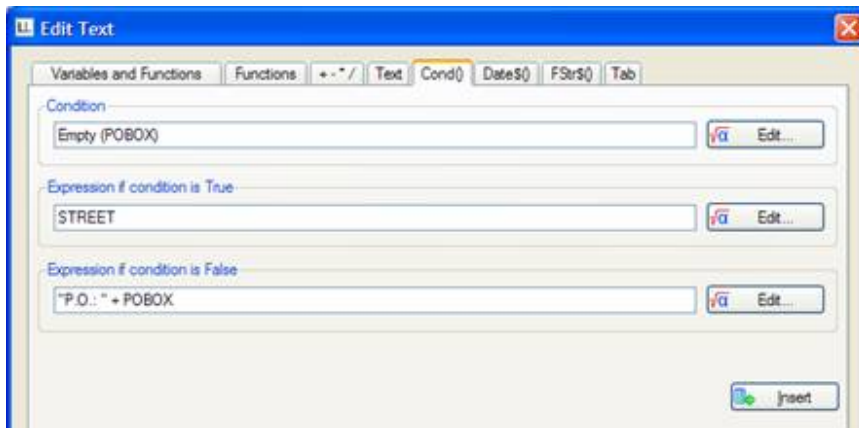 LL Edit Text
Variables and Functions Functions + - * / Text Cond() Date$() FStr$() Tab
Condition
Empty (POBOX) √α Edit...
Expression if condition is True
STREET √α Edit...
Expression if condition is False
"P.O.: " + POBOX √α Edit...
Insert